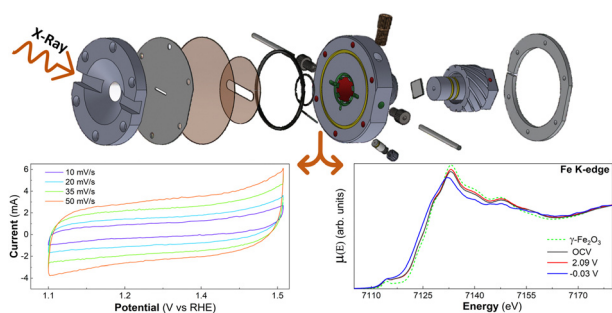 X-Ray
10 mV/s
20 mV/s
35 mV/s
50 mV/s
Current (mA)
6
4
2
0
-2
-4
1.1
1.2
1.4
1.5
Potential (V vs RHE)
Fe K-edge
μ(E) (arb. units)
γ-Fe₂O₃
OCV
2.09 V
-0.03 V
7110
7125
7140
7155
7170
Energy (eV)